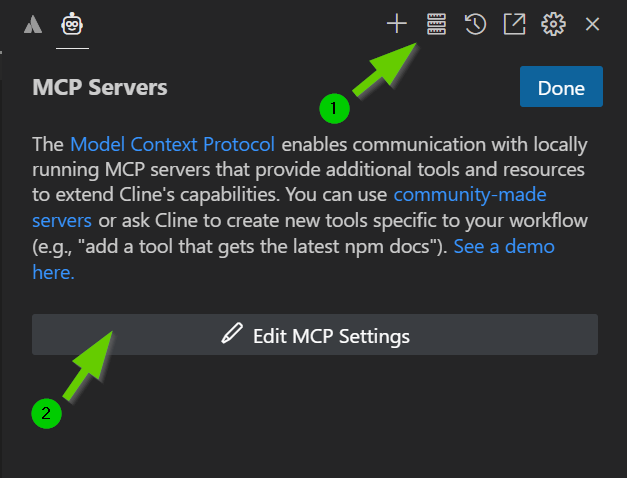 1
MCP Servers
Done
The Model Context Protocol enables communication with locally
running MCP servers that provide additional tools and resources
to extend Cline's capabilities. You can use community-made
servers or ask Cline to create new tools specific to your workflow
(e.g., "add a tool that gets the latest npm docs"). See a demo
here.
Edit MCP Settings
2